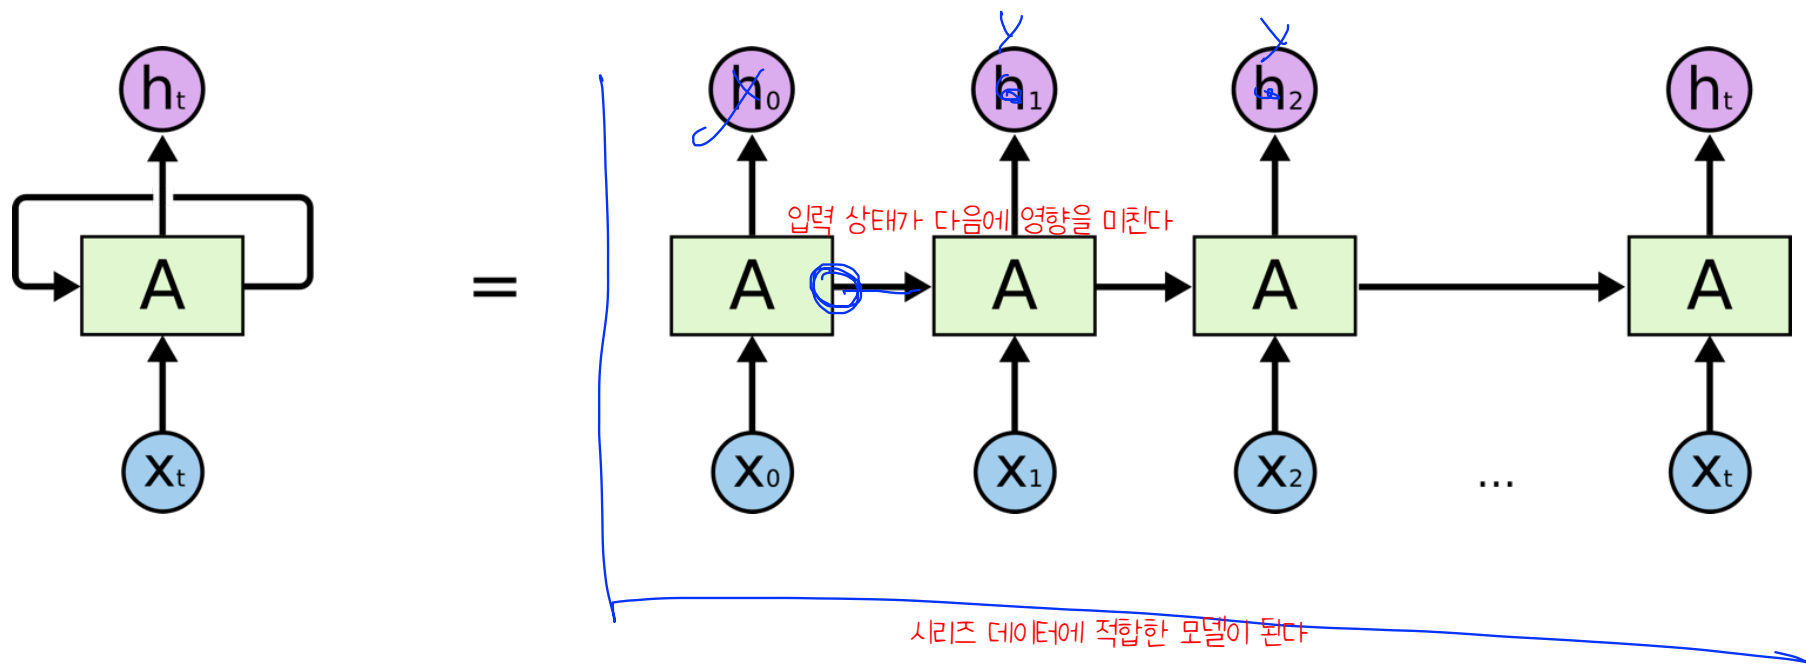 h₀ h₁ h₂ hₜ
hₜ
입력 상태가 다음에 영향을 미친다
A = A A A A
xₜ x₀ x₁ x₂ ... xₜ
시리즈 데이터에 적합한 모델이 된다